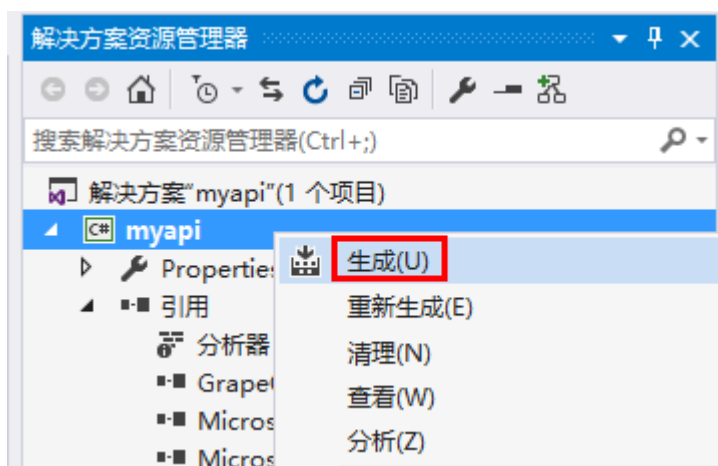 解决方案资源管理器
搜索解决方案资源管理器(Ctrl+;)
解决方案"myapi"(1 个项目)
C# myapi
Properties
生成(U)
引用
重新生成(E)
分析器
清理(N)
Grape
查看(W)
Micros
分析(Z)
Micros